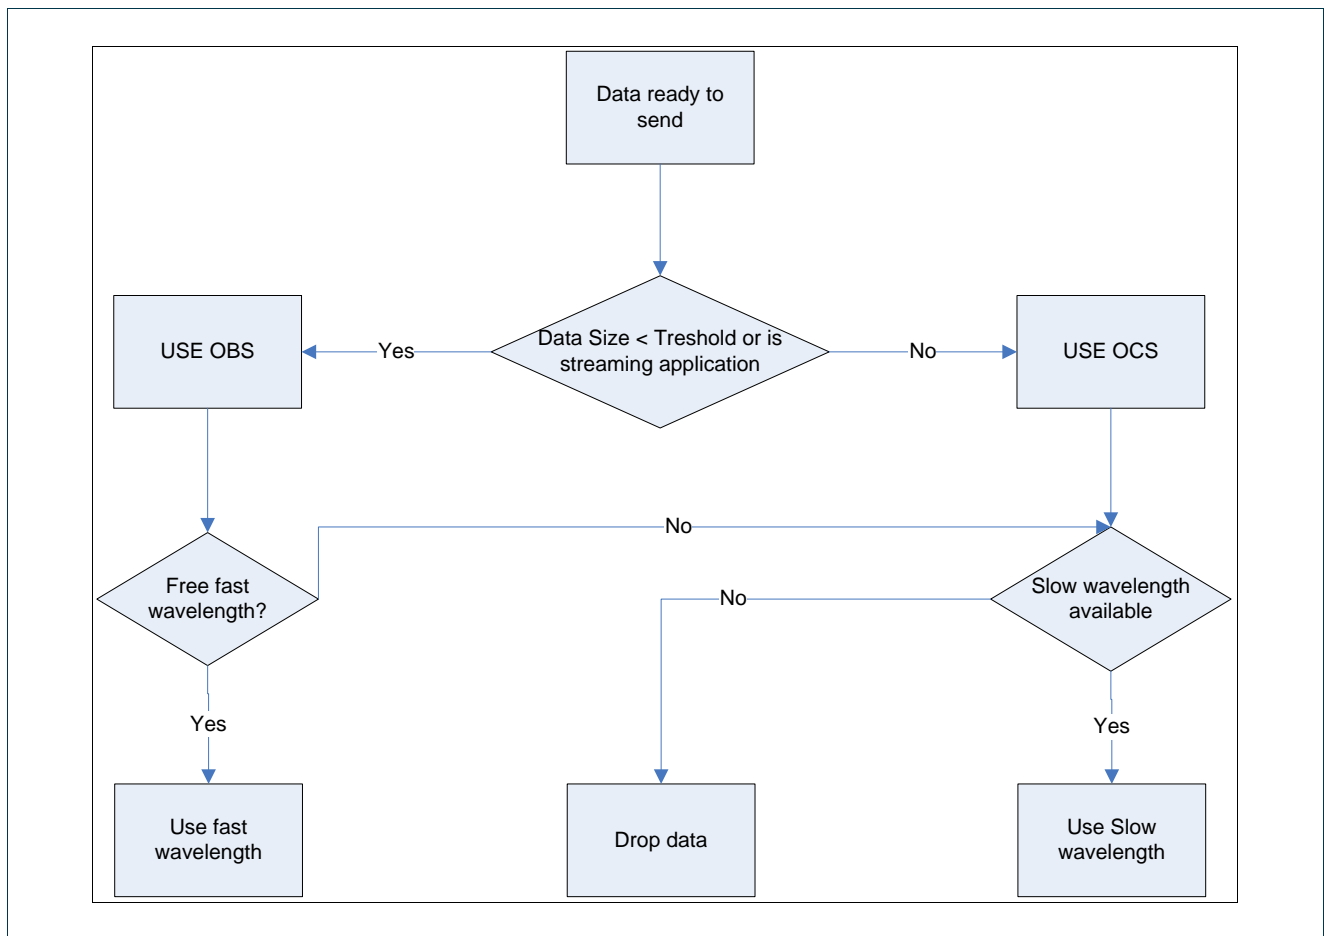 Data ready to
send
USE OBS
Yes
Data Size < Treshold or is
streaming application
No
USE OCS
No
Free fast
wavelength?
No
Slow wavelength
available
Yes
Yes
Use fast
wavelength
Drop data
Use Slow
wavelength